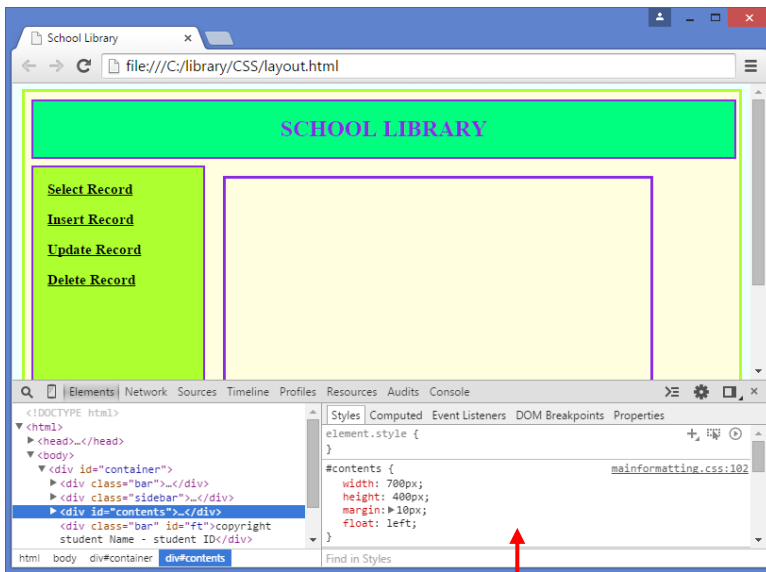 School Library ×
file:///C:/library/CSS/layout.html
SCHOOL LIBRARY
Select Record
Insert Record
Update Record
Delete Record
Elements Network Sources Timeline Profiles Resources Audits Console
<!DOCTYPE html>
▼<html>
▶<head>…</head>
▼<body>
▼<div id="container">
▶<div class="bar">…</div>
▶<div class="sidebar">…</div>
▶<div id="contents">…</div>
<div class="bar" id="ft">copyright
student Name - student ID</div>
html body div#container div#contents
Styles Computed Event Listeners DOM Breakpoints Properties
element.style {
}
#contents { mainformatting.css:102
width: 700px;
height: 400px;
margin:▶10px;
float: left;
}
Find in Styles